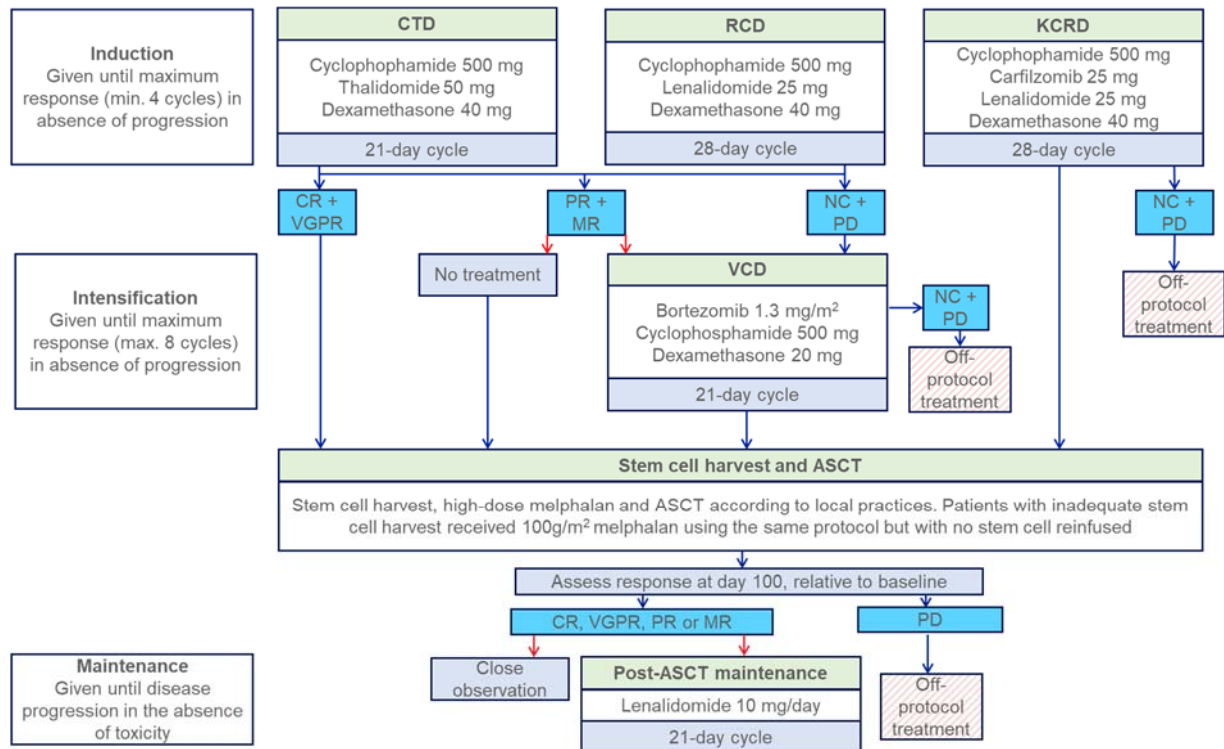 Induction
Given until maximum
response (min. 4 cycles) in
absence of progression
CTD
Cyclophophamide 500 mg
Thalidomide 50 mg
Dexamethasone 40 mg
21-day cycle
RCD
Cyclophophamide 500 mg
Lenalidomide 25 mg
Dexamethasone 40 mg
28-day cycle
KCRD
Cyclophophamide 500 mg
Carfilzomib 25 mg
Lenalidomide 25 mg
Dexamethasone 40 mg
28-day cycle
CR +
VGPR
PR +
MR
NC +
PD
NC +
PD
Off-
protocol
treatment
Intensification
Given until maximum
response (max. 8 cycles)
in absence of progression
No treatment
VCD
Bortezomib 1.3 mg/m²
Cyclophosphamide 500 mg
Dexamethasone 20 mg
21-day cycle
NC +
PD
Off-
protocol
treatment
Stem cell harvest and ASCT
Stem cell harvest, high-dose melphalan and ASCT according to local practices. Patients with inadequate stem
cell harvest received 100g/m² melphalan using the same protocol but with no stem cell reinfused
Assess response at day 100, relative to baseline
CR, VGPR, PR or MR
PD
Maintenance
Given until disease
progression in the absence
of toxicity
Close
observation
Post-ASCT maintenance
Lenalidomide 10 mg/day
21-day cycle
Off-
protocol
treatment